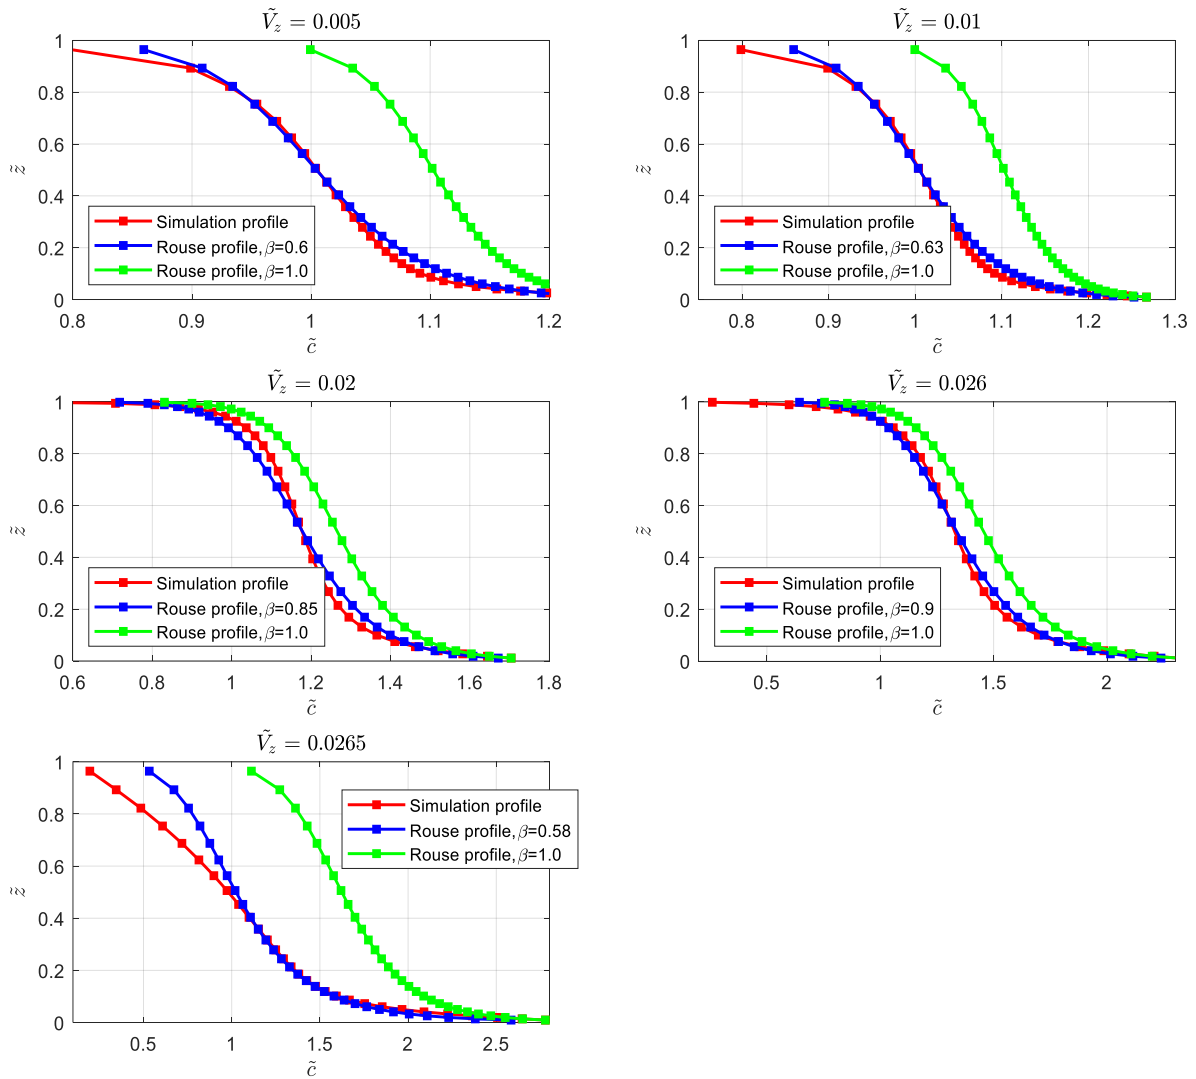 Ṽz = 0.005
1
0.8
0.6
0.4
0.2
0
z̃
Simulation profile
Rouse profile, β=0.6
Rouse profile, β=1.0
0.8 0.9 1 1.1 1.2
c̃
Ṽz = 0.01
1
0.8
0.6
0.4
0.2
0
z̃
Simulation profile
Rouse profile, β=0.63
Rouse profile, β=1.0
0.8 0.9 1 1.1 1.2 1.3
c̃
Ṽz = 0.02
1
0.8
0.6
0.4
0.2
0
z̃
Simulation profile
Rouse profile, β=0.85
Rouse profile, β=1.0
0.6 0.8 1 1.2 1.4 1.6 1.8
c̃
Ṽz = 0.026
1
0.8
0.6
0.4
0.2
0
z̃
Simulation profile
Rouse profile, β=0.9
Rouse profile, β=1.0
0.5 1 1.5 2
c̃
Ṽz = 0.0265
1
0.8
0.6
0.4
0.2
0
z̃
Simulation profile
Rouse profile, β=0.58
Rouse profile, β=1.0
0.5 1 1.5 2 2.5
c̃